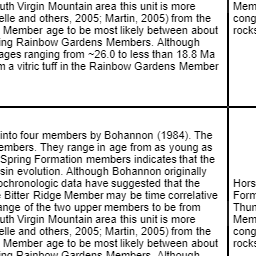 uth Virgin Mountain area this unit is more
elle and others, 2005; Martin, 2005) from the
Member age to be most likely between about
ing Rainbow Gardens Members. Although
ages ranging from ~26.0 to less than 18.8 Ma
m a vitric tuff in the Rainbow Gardens Member
Mem
cong
rocks
into four members by Bohannon (1984). The
embers. They range in age from as young as
Spring Formation members indicates that the
sin evolution. Although Bohannon originally
ochronologic data have suggested that the
e Bitter Ridge Member may be time correlative
ange of the two upper members to be from
uth Virgin Mountain area this unit is more
elle and others, 2005; Martin, 2005) from the
Member age to be most likely between about
ing Rainbow Gardens Members. Although
Hors
Form
Thun
Mem
cong
rocks